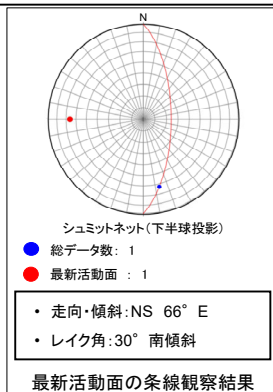 N
シュミットネット(下半球投影)
総データ数: 1
最新活動面 : 1
• 走向・傾斜:NS 66° E
• レイク角:30° 南傾斜
最新活動面の条線観察結果